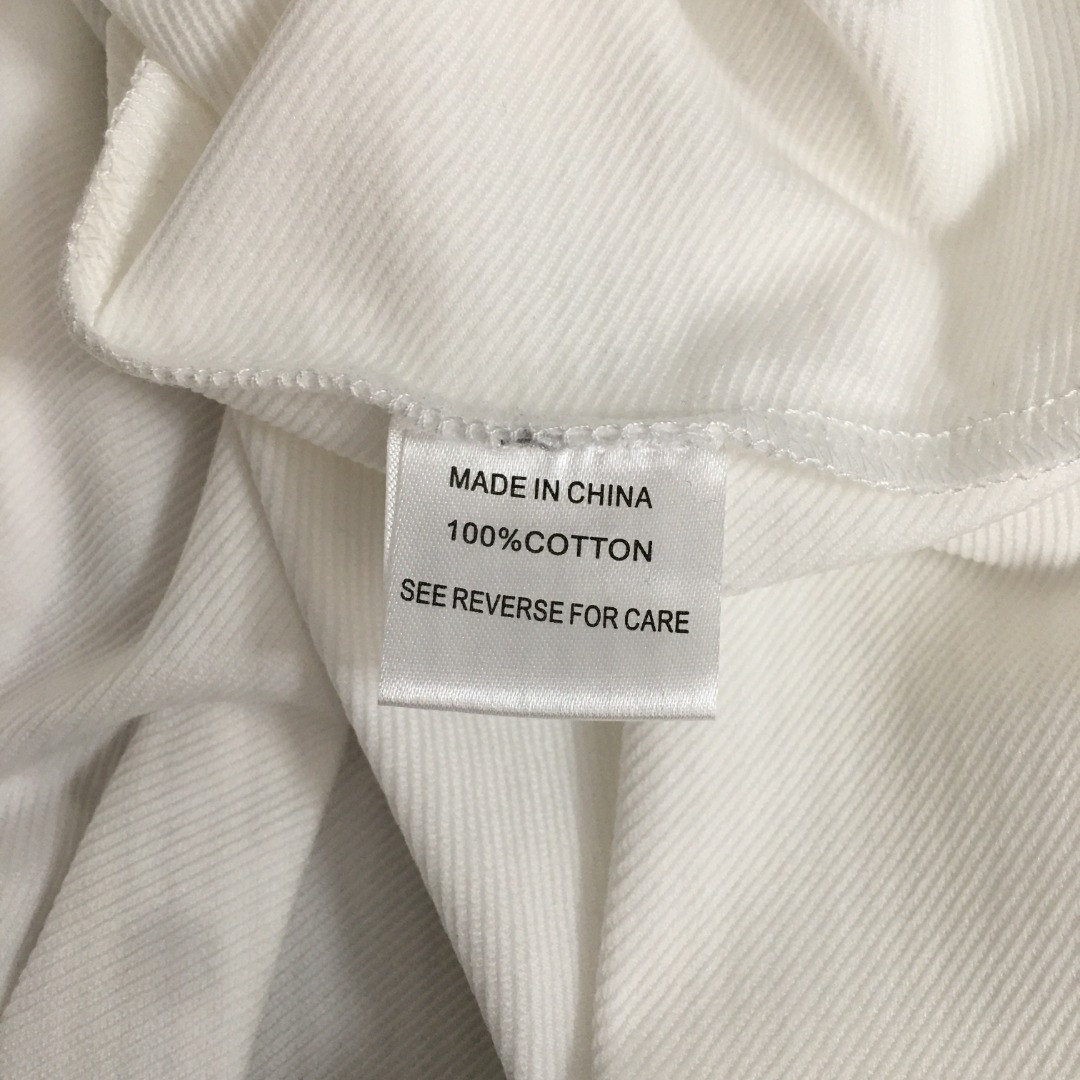 MADE IN CHINA
100%COTTON
SEE REVERSE FOR CARE